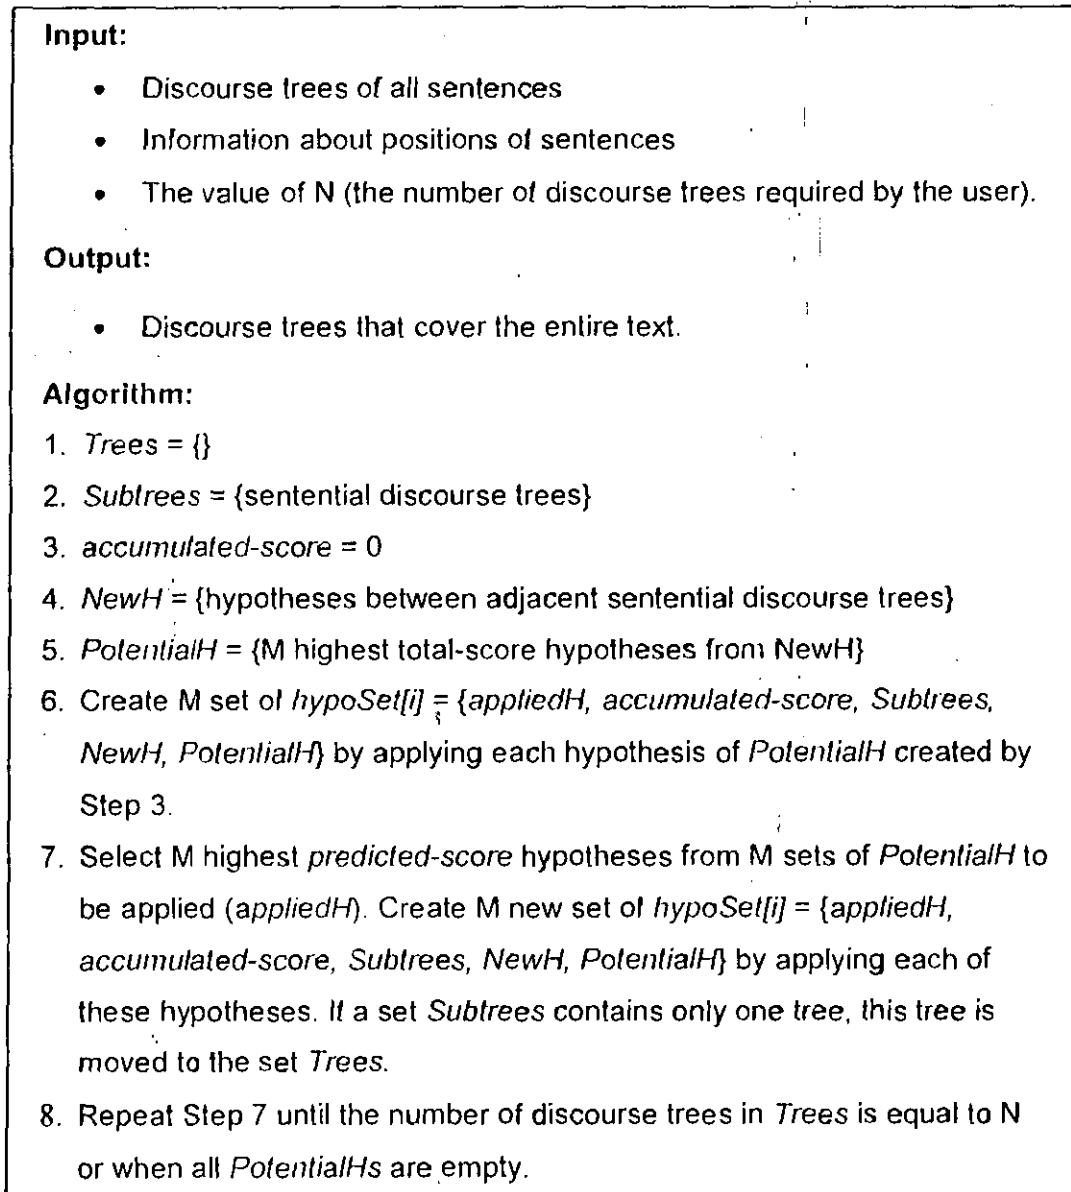 Input:
• Discourse trees of all sentences
• Information about positions of sentences
• The value of N (the number of discourse trees required by the user).
Output:
• Discourse trees that cover the entire text.
Algorithm:
1. Trees = {}
2. Subtrees = {sentential discourse trees}
3. accumulated-score = 0
4. NewH = {hypotheses between adjacent sentential discourse trees}
5. PotentialH = {M highest total-score hypotheses from NewH}
6. Create M set of hypoSet[i] = {appliedH, accumulated-score, Subtrees,
NewH, PotentialH} by applying each hypothesis of PotentialH created by
Step 3.
7. Select M highest predicted-score hypotheses from M sets of PotentialH to
be applied (appliedH). Create M new set of hypoSet[i] = {appliedH,
accumulated-score, Subtrees, NewH, PotentialH} by applying each of
these hypotheses. If a set Subtrees contains only one tree, this tree is
moved to the set Trees.
8. Repeat Step 7 until the number of discourse trees in Trees is equal to N
or when all PotentialHs are empty.